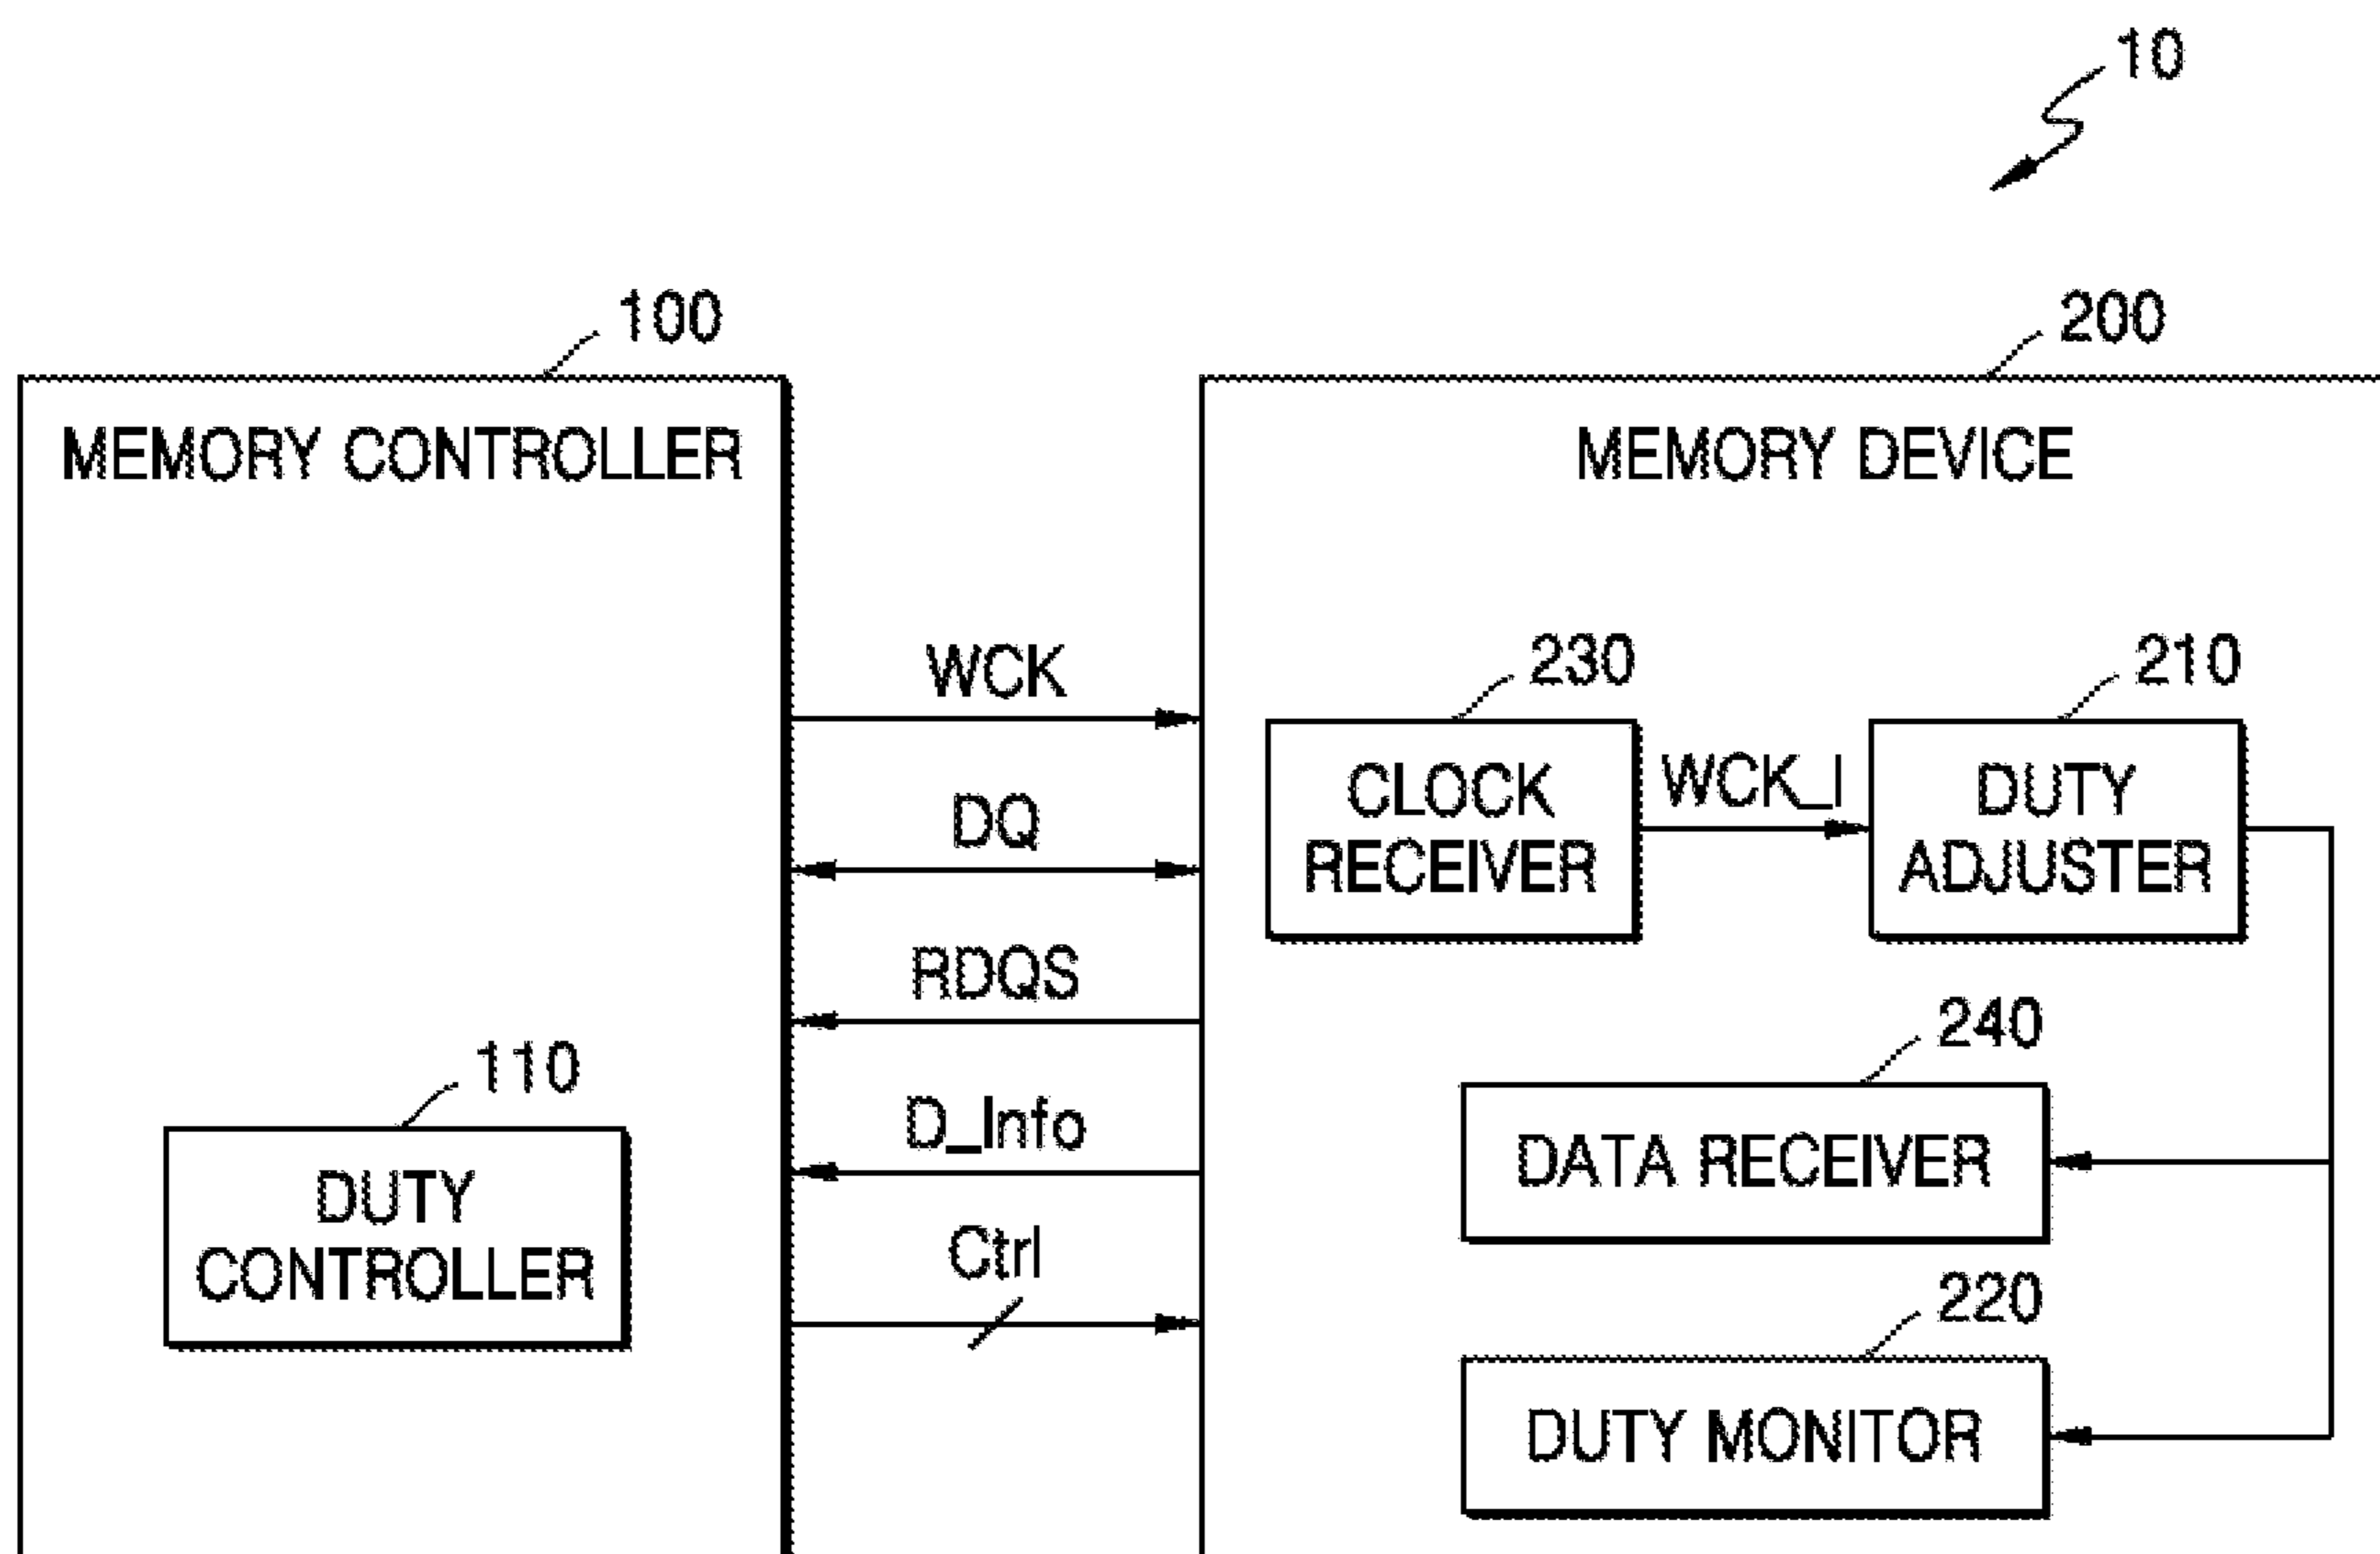 10
100
200
MEMORY CONTROLLER
MEMORY DEVICE
WCK
DQ
RDQS
D_Info
Ctrl
110
DUTY
CONTROLLER
230
CLOCK
RECEIVER
WCK_I
210
DUTY
ADJUSTER
240
DATA RECEIVER
220
DUTY MONITOR